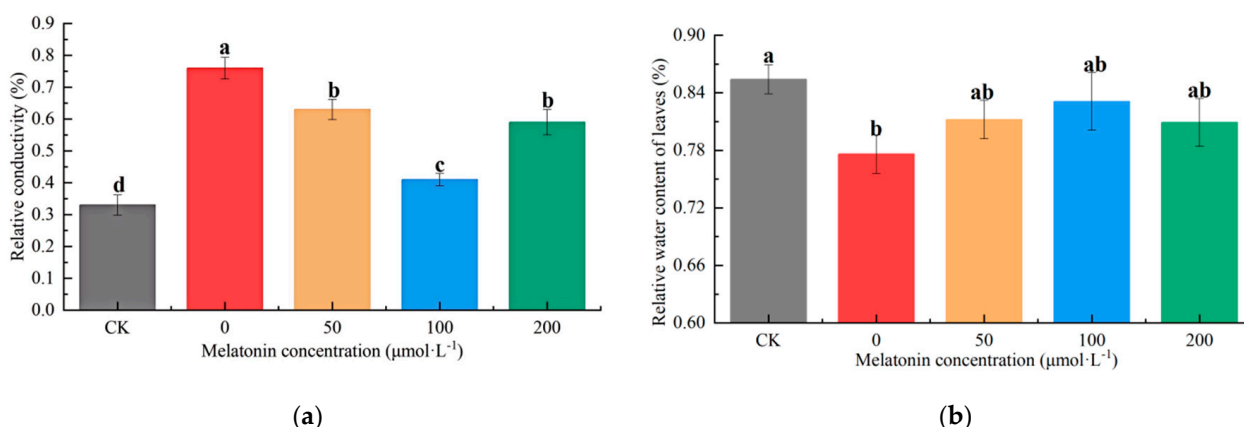 Relative conductivity (%)
0.9
0.8
0.7
0.6
0.5
0.4
0.3
0.2
0.1
0.0
d
a
b
c
b
CK 0 50 100 200
Melatonin concentration (μmol·L-1)
(a)
Relative water content of leaves (%)
0.90
0.84
0.78
0.72
0.66
0.60
a
b
ab
ab
ab
CK 0 50 100 200
Melatonin concentration (μmol·L-1)
(b)